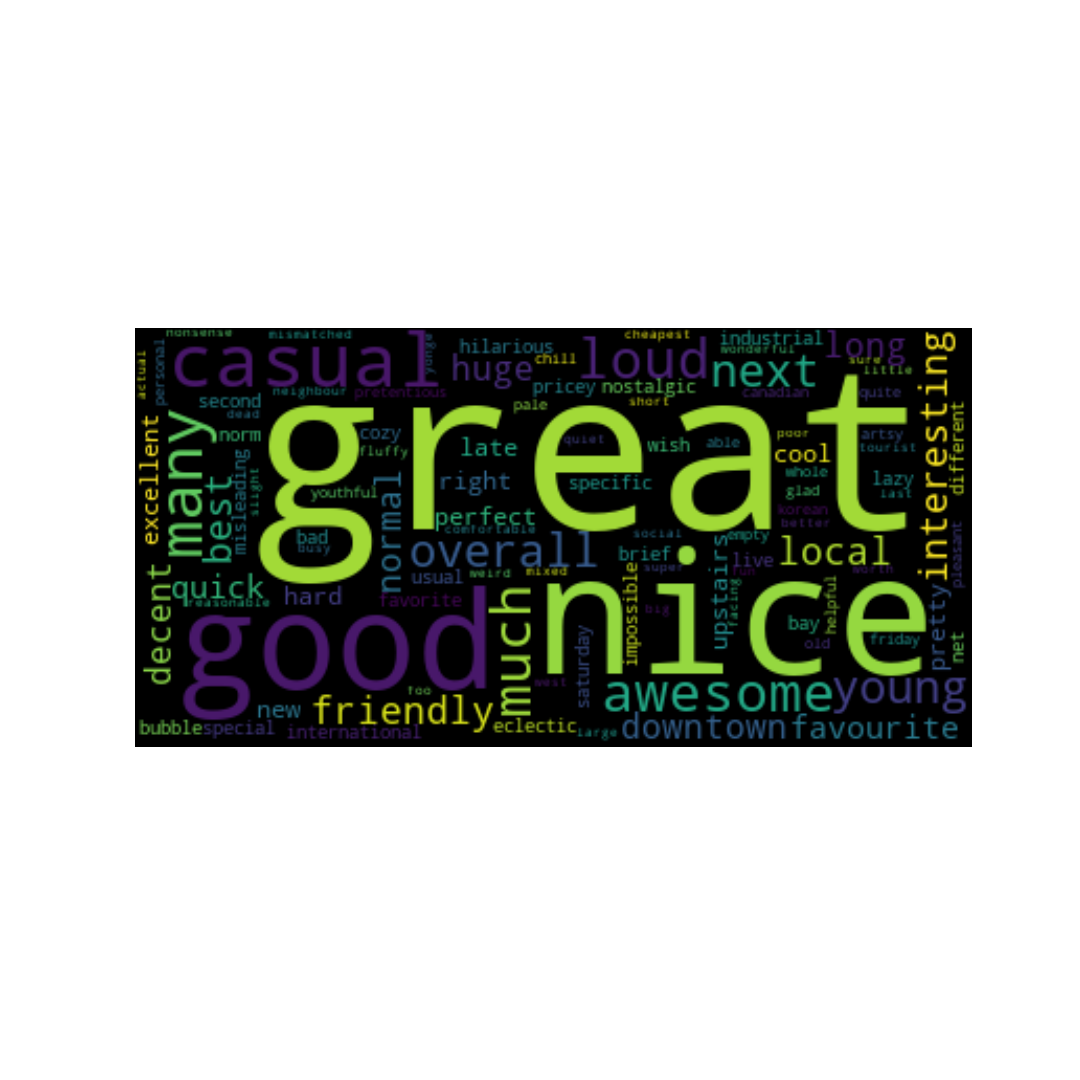 nonsense
mismatched
cheapest
casual
hilarious
huge
chill
loud
industrial
wonderful
long
sure
little
next
interesting
actual
personal
yonge
neighbour
pretentious
pricey
nostalgic
canadian
quite
second
dead
pale
short
great
many
norm
cozy
fluffy
late
quiet
wish
able
poor
cool
artsy
tourist
different
excellent
best
misleading
slight
youthful
normal
right
specific
whole
glad
lazy
last
perfect
comfortable
korean
better
bad
busy
overall
social
brief
super
upstairs
empty
live
fun
local
worth
pleasant
decent
quick
reasonable
hard
usual
weird
mixed
favorite
good
much
nice
impossible
big
facing
bay
old
helpful
friday
pretty
net
foo
west
saturday
awesome
young
new
friendly
bubble
special
international
eclectic
large
downtown
favourite